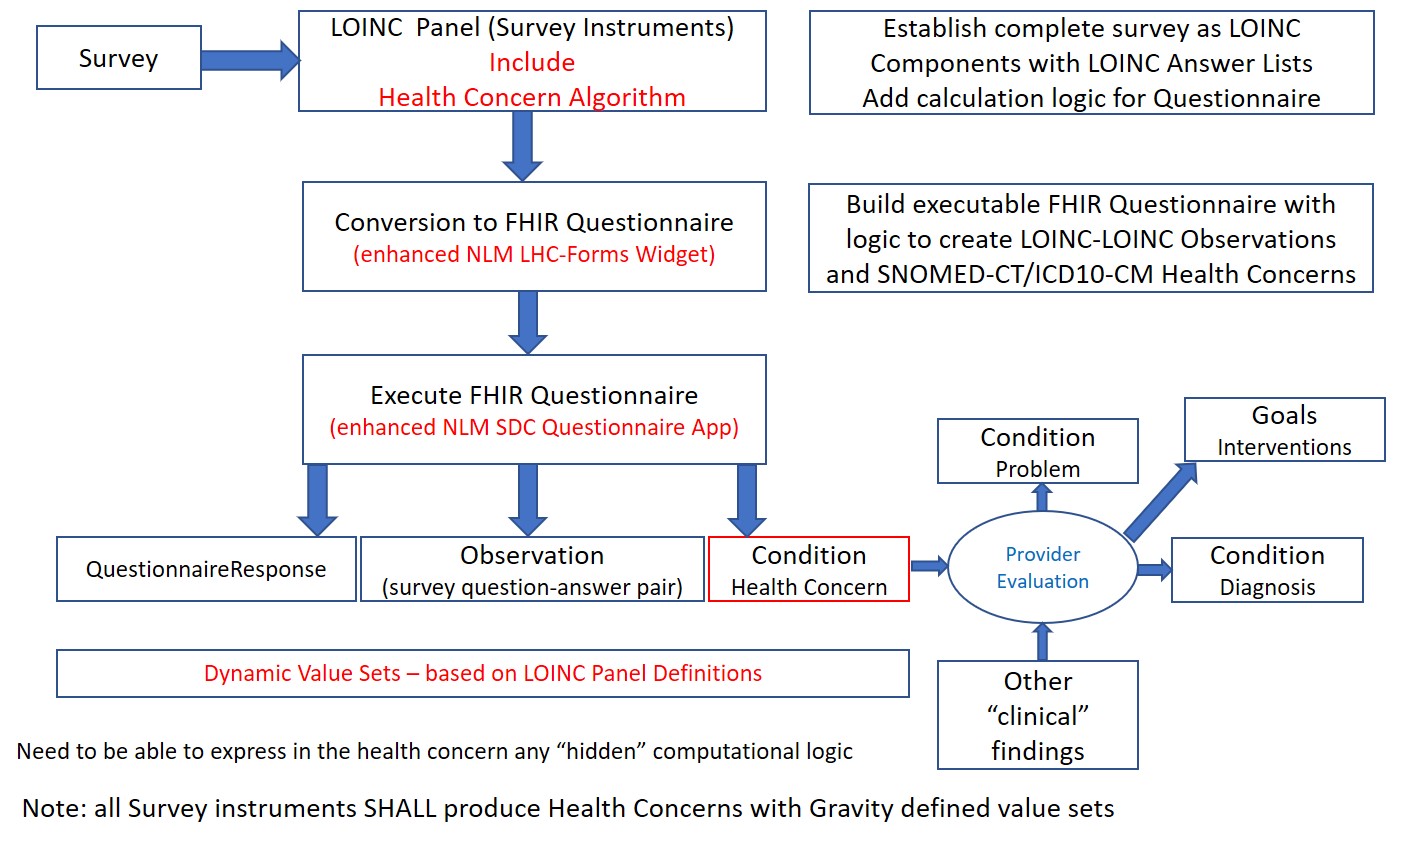 Survey
LOINC  Panel (Survey Instruments)
Include
Health Concern Algorithm
Establish complete survey as LOINC
Components with LOINC Answer Lists
Add calculation logic for Questionnaire
Conversion to FHIR Questionnaire
(enhanced NLM LHC-Forms Widget)
Build executable FHIR Questionnaire with
logic to create LOINC-LOINC Observations
and SNOMED-CT/ICD10-CM Health Concerns
Execute FHIR Questionnaire
(enhanced NLM SDC Questionnaire App)
Condition
Problem
Goals
Interventions
QuestionnaireResponse
Observation
(survey question-answer pair)
Condition
Health Concern
Provider
Evaluation
Condition
Diagnosis
Dynamic Value Sets – based on LOINC Panel Definitions
Other
“clinical”
findings
Need to be able to express in the health concern any “hidden” computational logic
Note: all Survey instruments SHALL produce Health Concerns with Gravity defined value sets